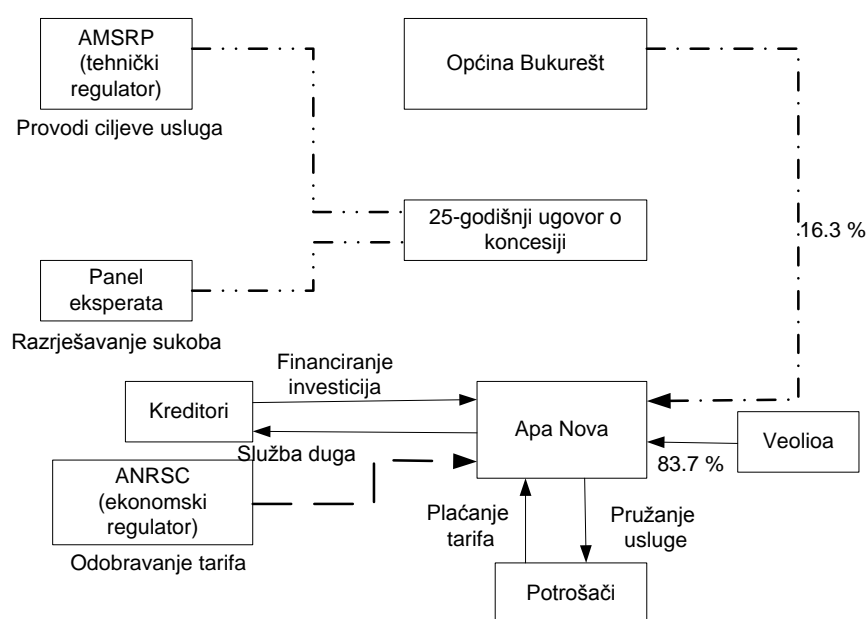 AMSRP
(tehnički
regulator)
Provodi ciljeve usluga
Općina Bukurešt
25-godišnji ugovor o
koncesiji
16.3 %
Panel
eksperata
Razrješavanje sukoba
Financiranje
investicija
Kreditori
Apa Nova
Služba duga
Veolioa
83.7 %
ANRSC
(ekonomski
regulator)
Odobravanje tarifa
Plaćanje
tarifa
Pružanje
usluge
Potrošači